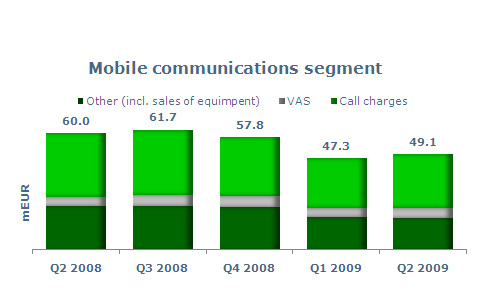 Mobile communications segment
Other (incl. sales of equimpent) VAS Call charges
60.0 61.7 57.8 47.3 49.1
mEUR
Q2 2008 Q3 2008 Q4 2008 Q1 2009 Q2 2009